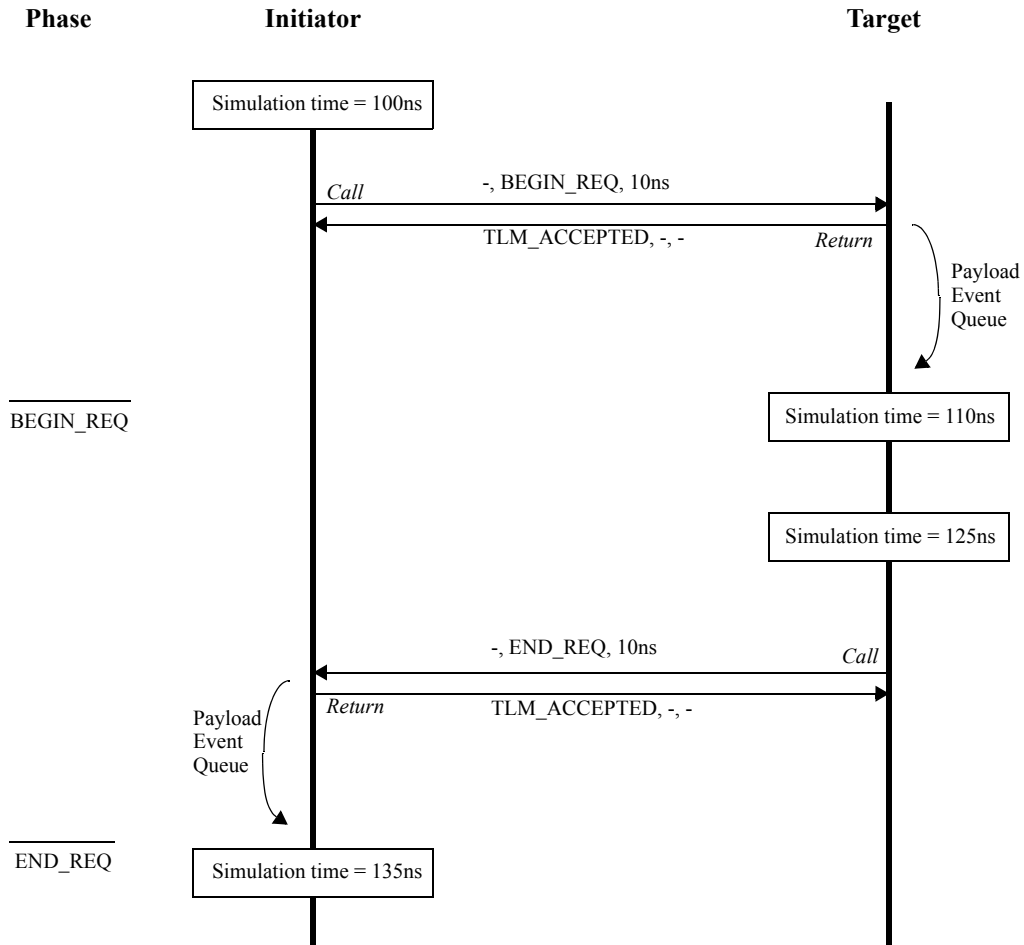 Phase Initiator Target
Simulation time = 100ns
Call -, BEGIN_REQ, 10ns
TLM_ACCEPTED, -, - Return
Payload
Event
Queue
BEGIN_REQ Simulation time = 110ns
Simulation time = 125ns
-, END_REQ, 10ns Call
Return TLM_ACCEPTED, -, -
Payload
Event
Queue
END_REQ Simulation time = 135ns